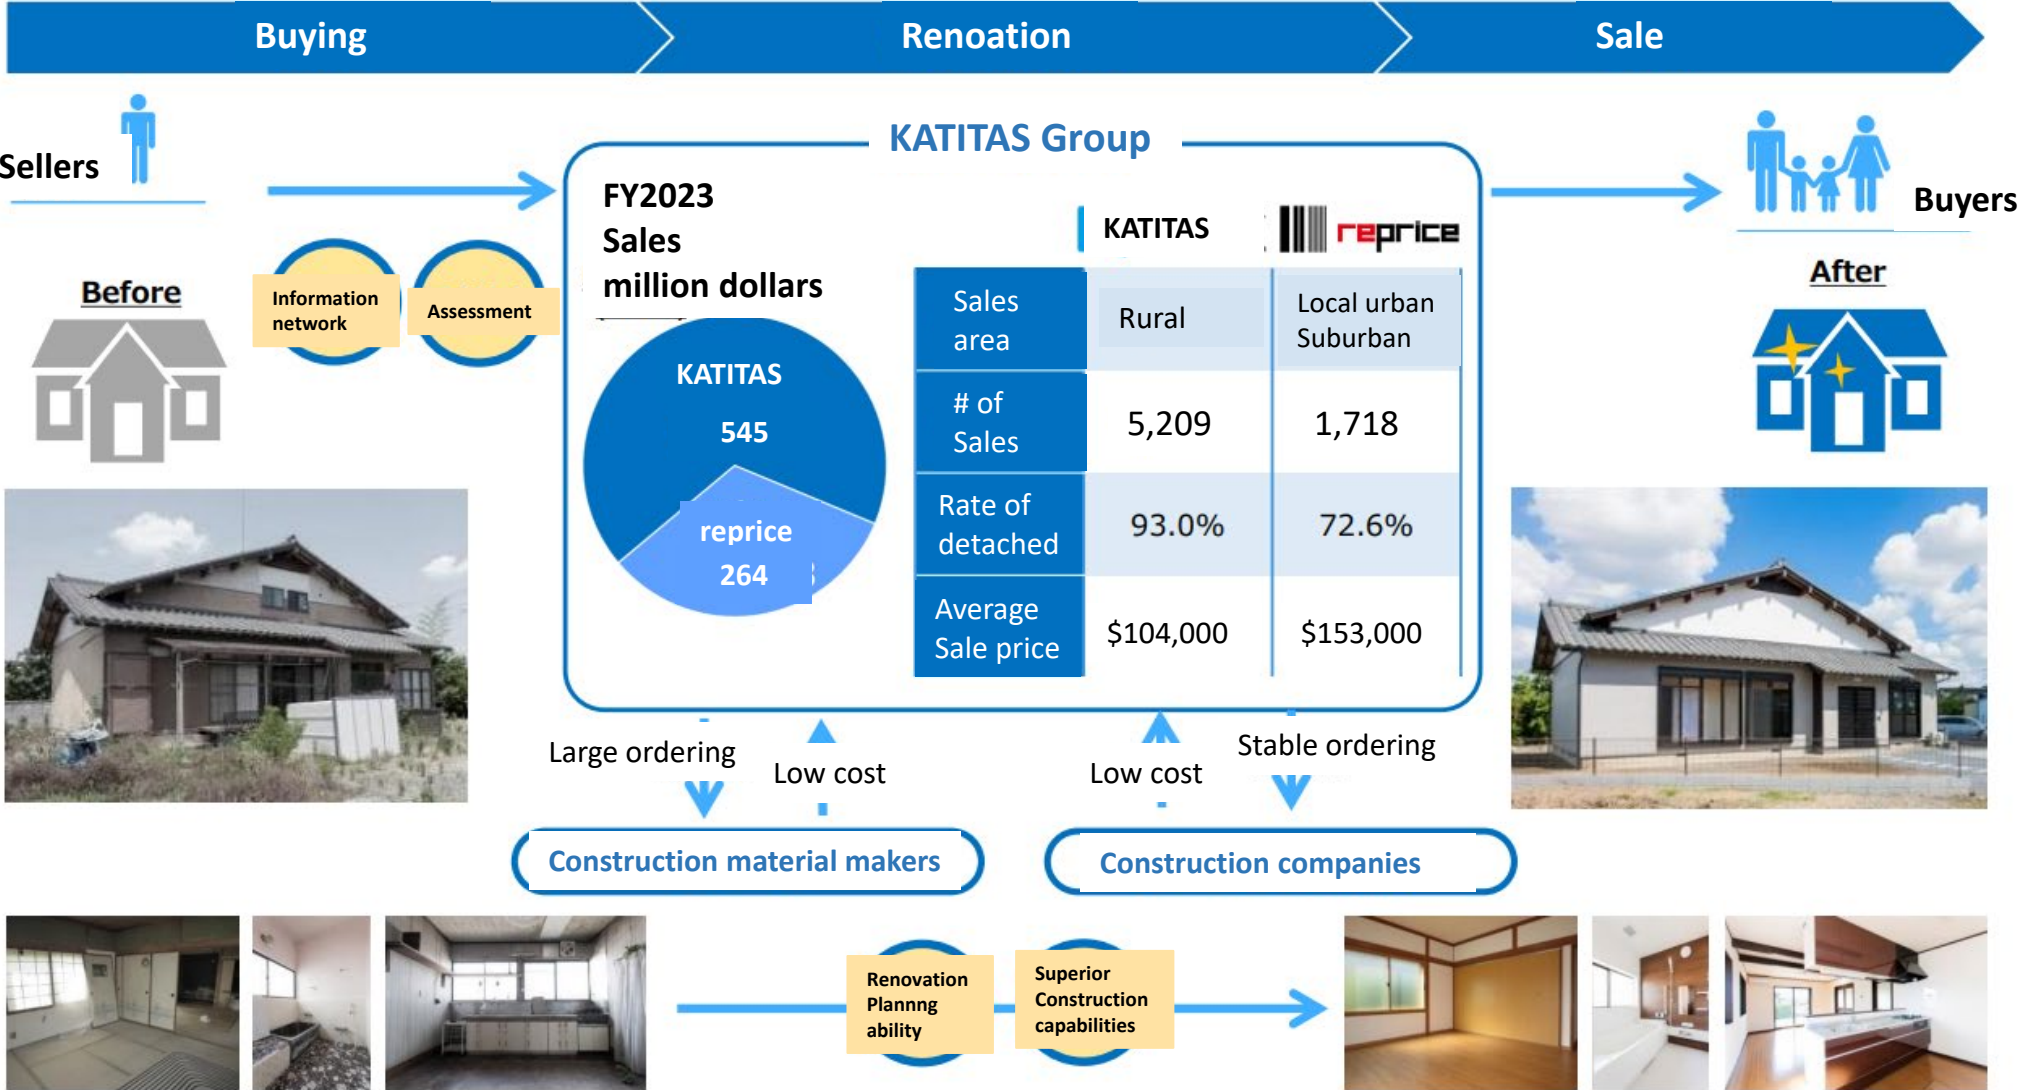 Buying
Renoation
Sale
Sellers
KATITAS Group
Buyers
Before
Information
network
Assessment
FY2023
Sales
million dollars
KATITAS
545
reprice
264
KATITAS
reprice
Sales
area
Rural
Local urban
Suburban
# of
Sales
5,209
1,718
Rate of
detached
93.0%
72.6%
Average
Sale price
$104,000
$153,000
After
Large ordering
Low cost
Low cost
Stable ordering
Construction material makers
Construction companies
Renovation
Plannng
ability
Superior
Construction
capabilities